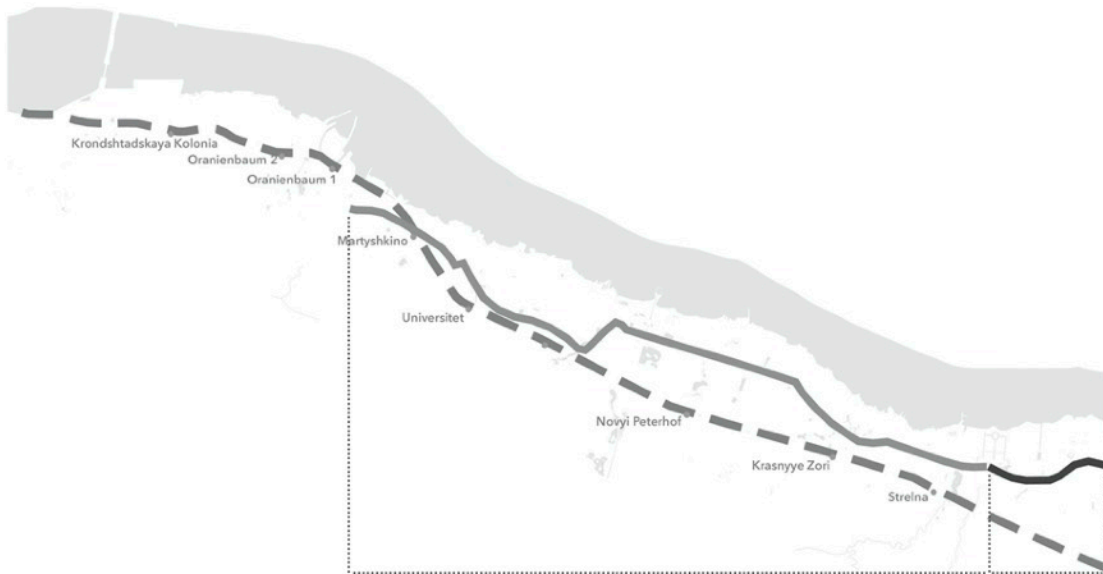 Krondshtadskaya Kolonia
Oranienbaum 2
Oranienbaum 1
Martyshkino
Universitet
Novyi Peterhof
Krasnyye Zori
Strelna